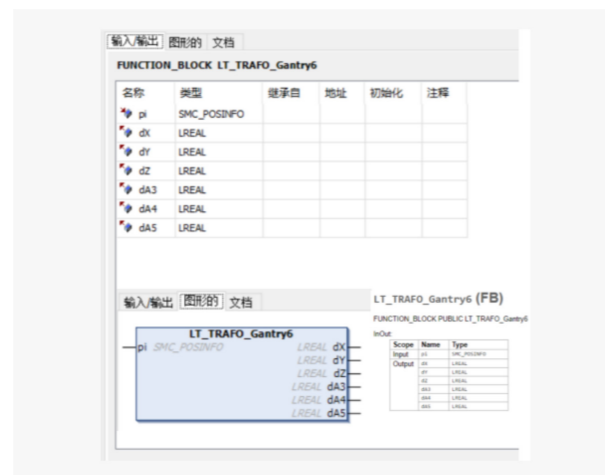 输入/输出 图形的 文档
FUNCTION_BLOCK LT_TRAFO_Gantry6
名称 类型 继承自 地址 初始化 注释
pi SMC_POSINFO
dX LREAL
dY LREAL
dZ LREAL
dA3 LREAL
dA4 LREAL
dA5 LREAL
输入/输出 图形的 文档
LT_TRAFO_Gantry6
pi SMC_POSINFO LREAL dX
LREAL dY
LREAL dZ
LREAL dA3
LREAL dA4
LREAL dA5
LT_TRAFO_Gantry6 (FB)
FUNCTION_BLOCK PUBLIC LT_TRAFO_Gantry6
InOut:
Scope Name Type
Input pi SMC_POSINFO
Output dX LREAL
dY LREAL
dZ LREAL
dA3 LREAL
dA4 LREAL
dA5 LREAL